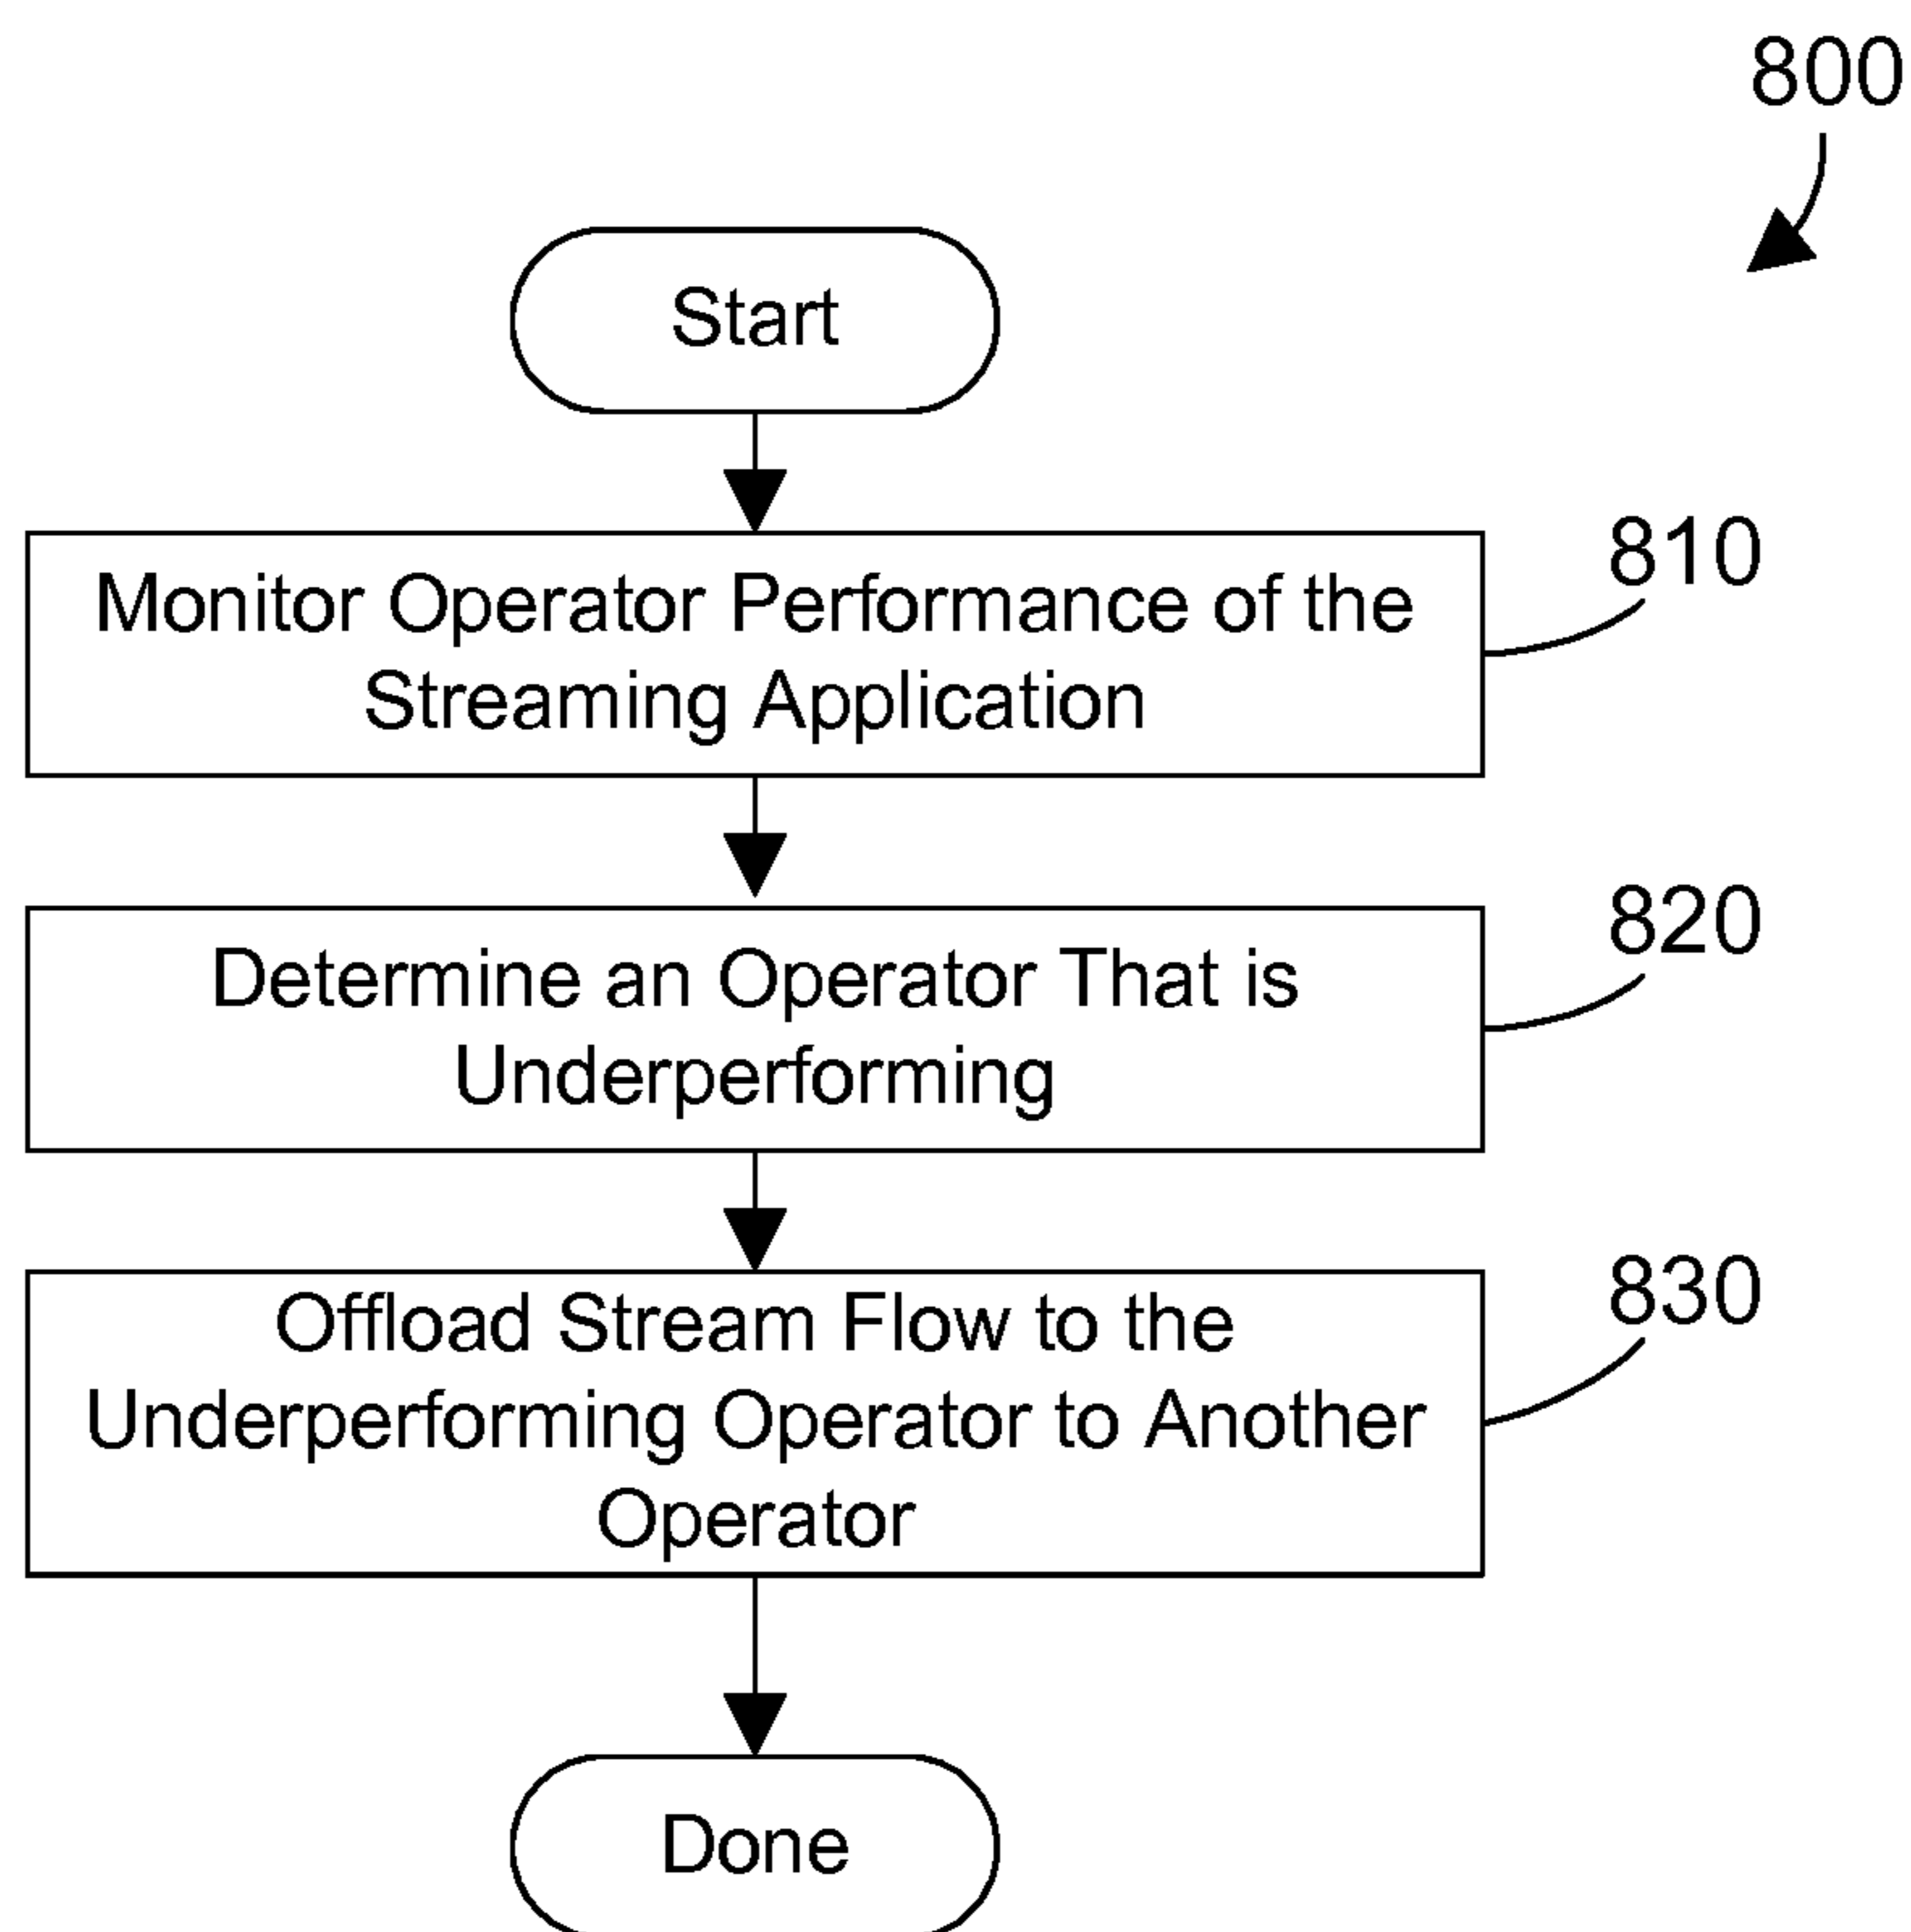 800
Start
Monitor Operator Performance of the
Streaming Application
810
Determine an Operator That is
Underperforming
820
Offload Stream Flow to the
Underperforming Operator to Another
Operator
830
Done